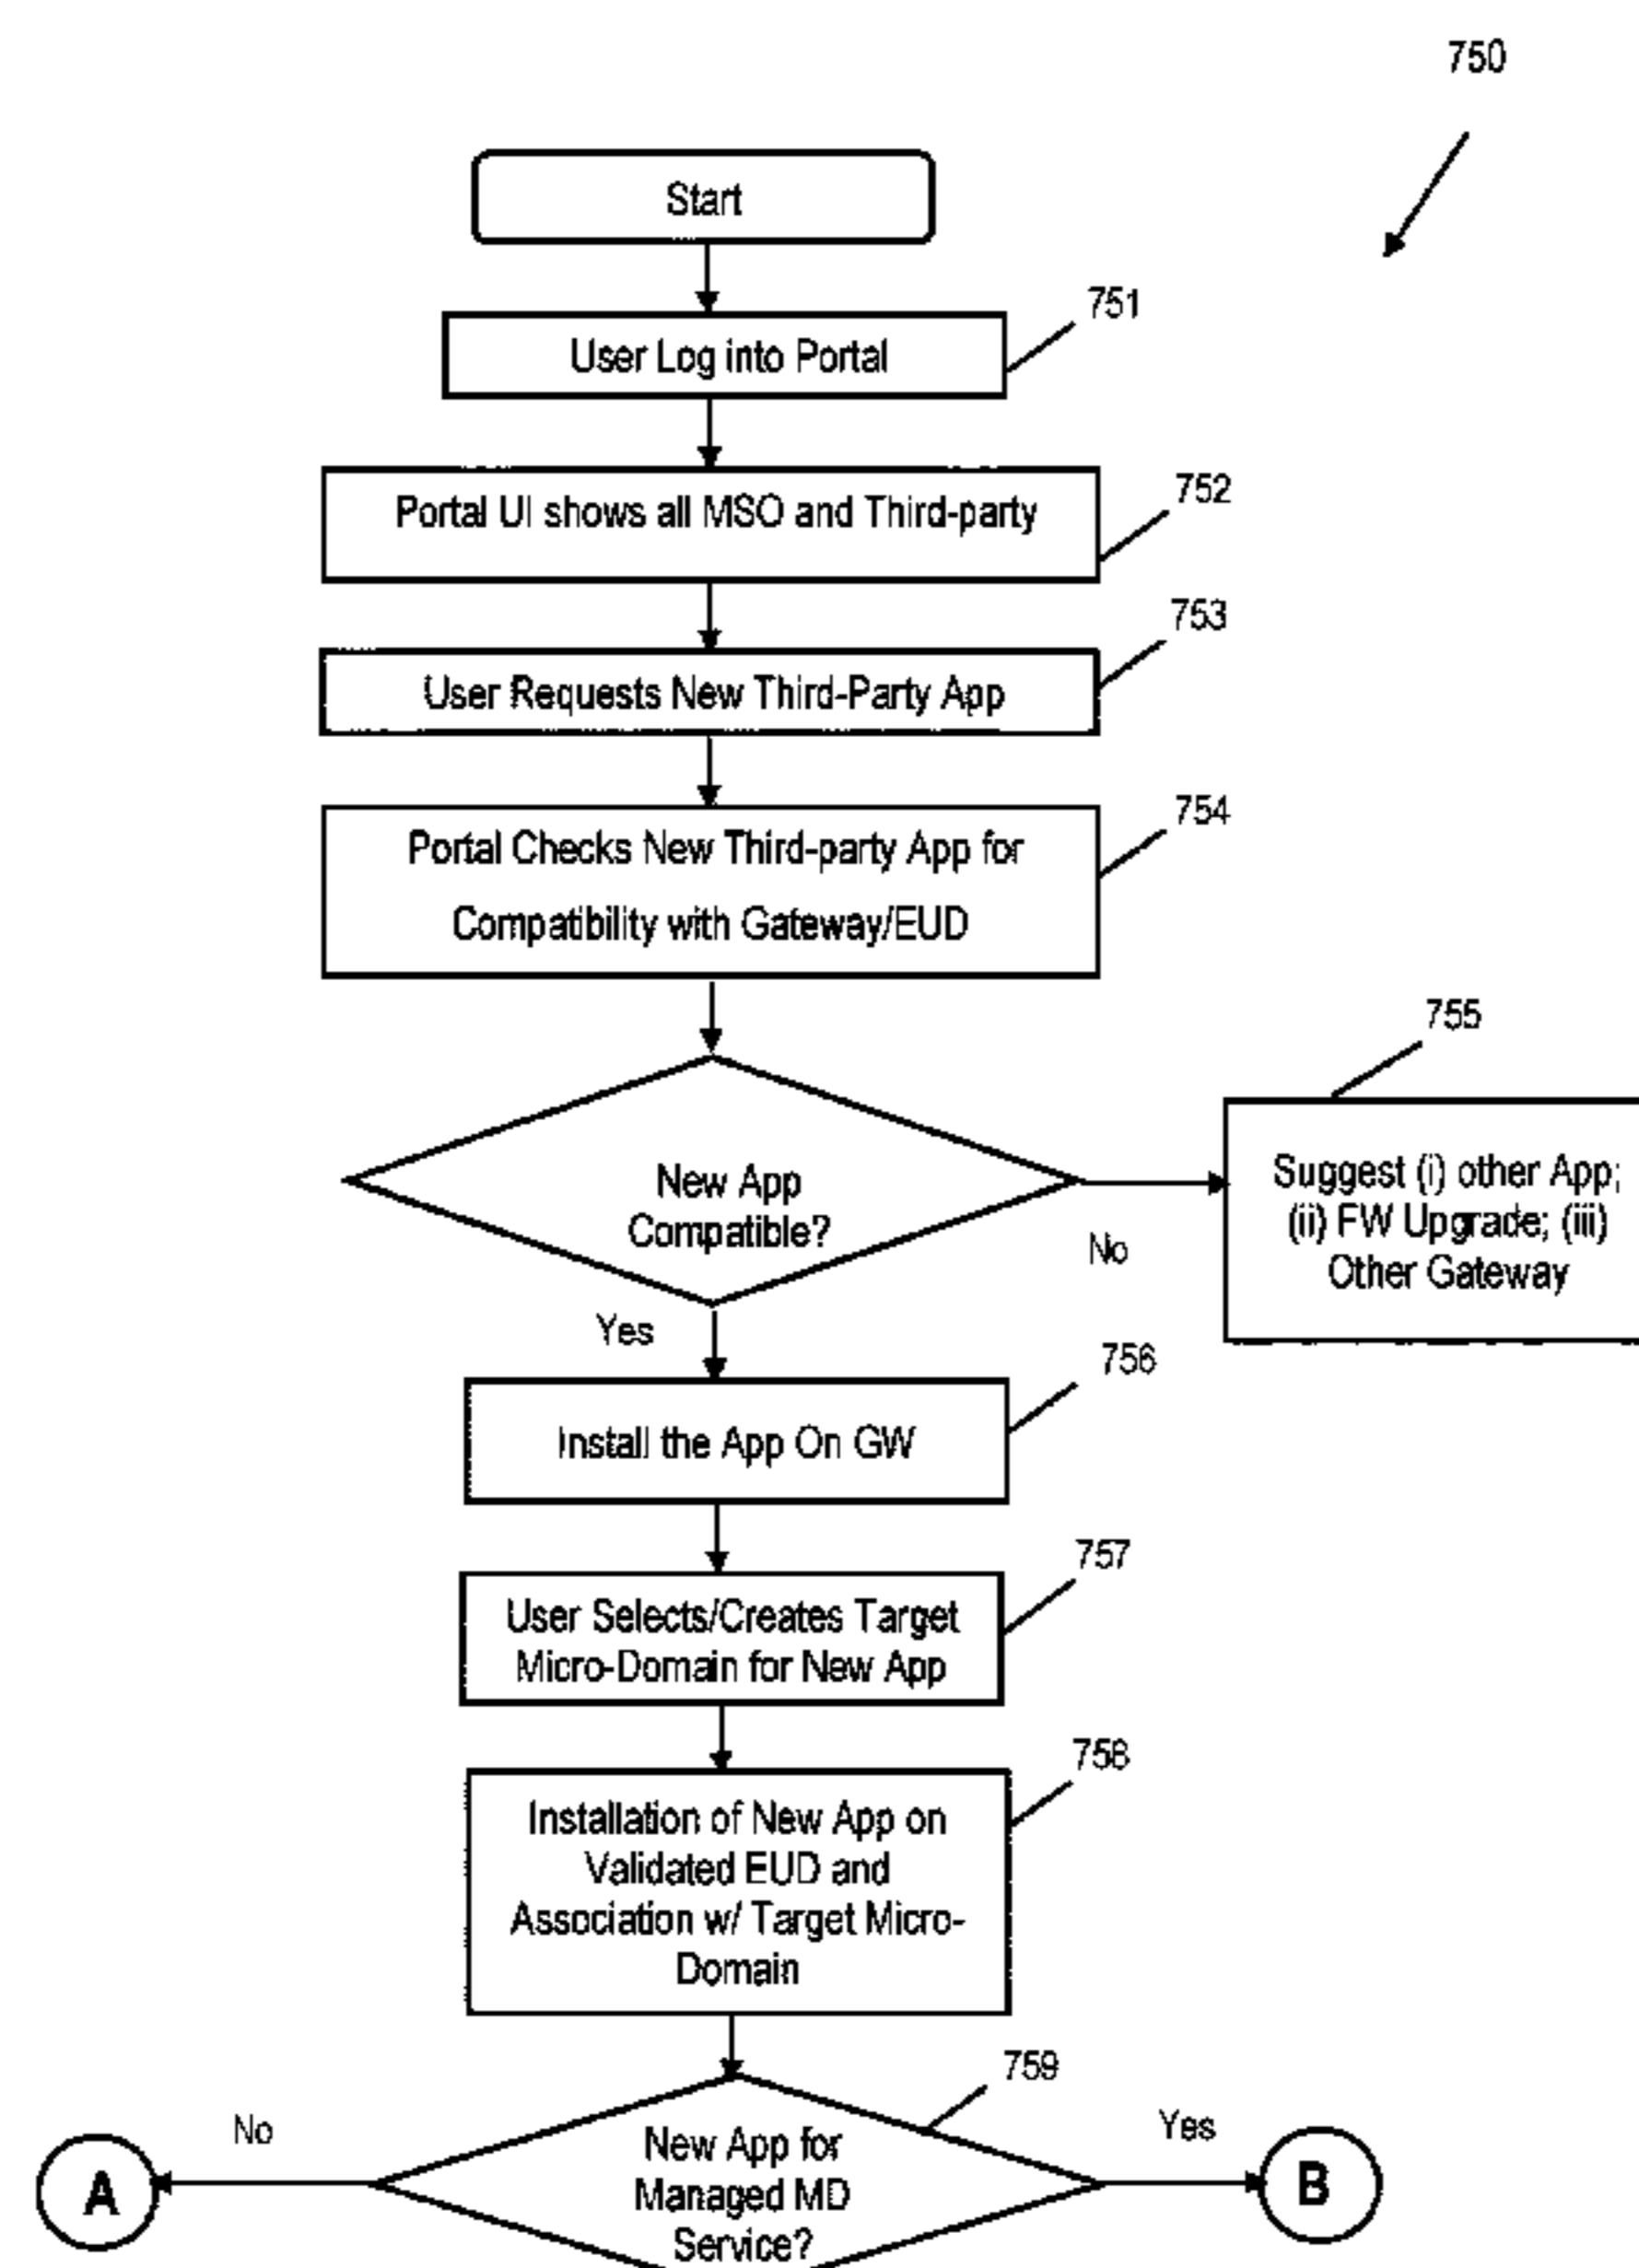 750
Start
751
User Log into Portal
752
Portal UI shows all MSO and Third-party
753
User Requests New Third-Party App
754
Portal Checks New Third-party App for
Compatibility with Gateway/EUD
755
New App
Compatible?
No
Suggest (i) other App;
(ii) FW Upgrade; (iii)
Other Gateway
Yes
756
Install the App On GW
757
User Selects/Creates Target
Micro-Domain for New App
758
Installation of New App on
Validated EUD and
Association w/ Target Micro-
Domain
759
No
Yes
A
New App for
Managed MD
Service?
B